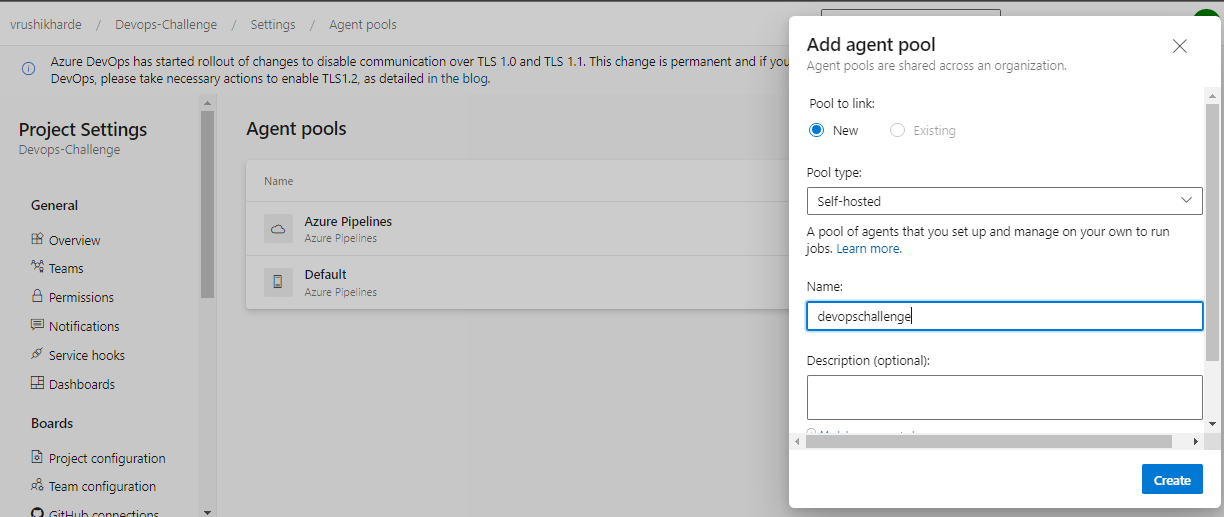 vrushikharde / Devops-Challenge / Settings / Agent pools
Azure DevOps has started rollout of changes to disable communication over TLS 1.0 and TLS 1.1. This change is permanent and if you
DevOps, please take necessary actions to enable TLS1.2, as detailed in the blog.
Project Settings
Devops-Challenge
General
Overview
Teams
Permissions
Notifications
Service hooks
Dashboards
Boards
Project configuration
Team configuration
GitHub connections
Agent pools
Name
Azure Pipelines
Azure Pipelines
Default
Azure Pipelines
Add agent pool
Agent pools are shared across an organization.
Pool to link:
New
Existing
Pool type:
Self-hosted
A pool of agents that you set up and manage on your own to run
jobs. Learn more.
Name:
devopschallenge
Description (optional):
Create